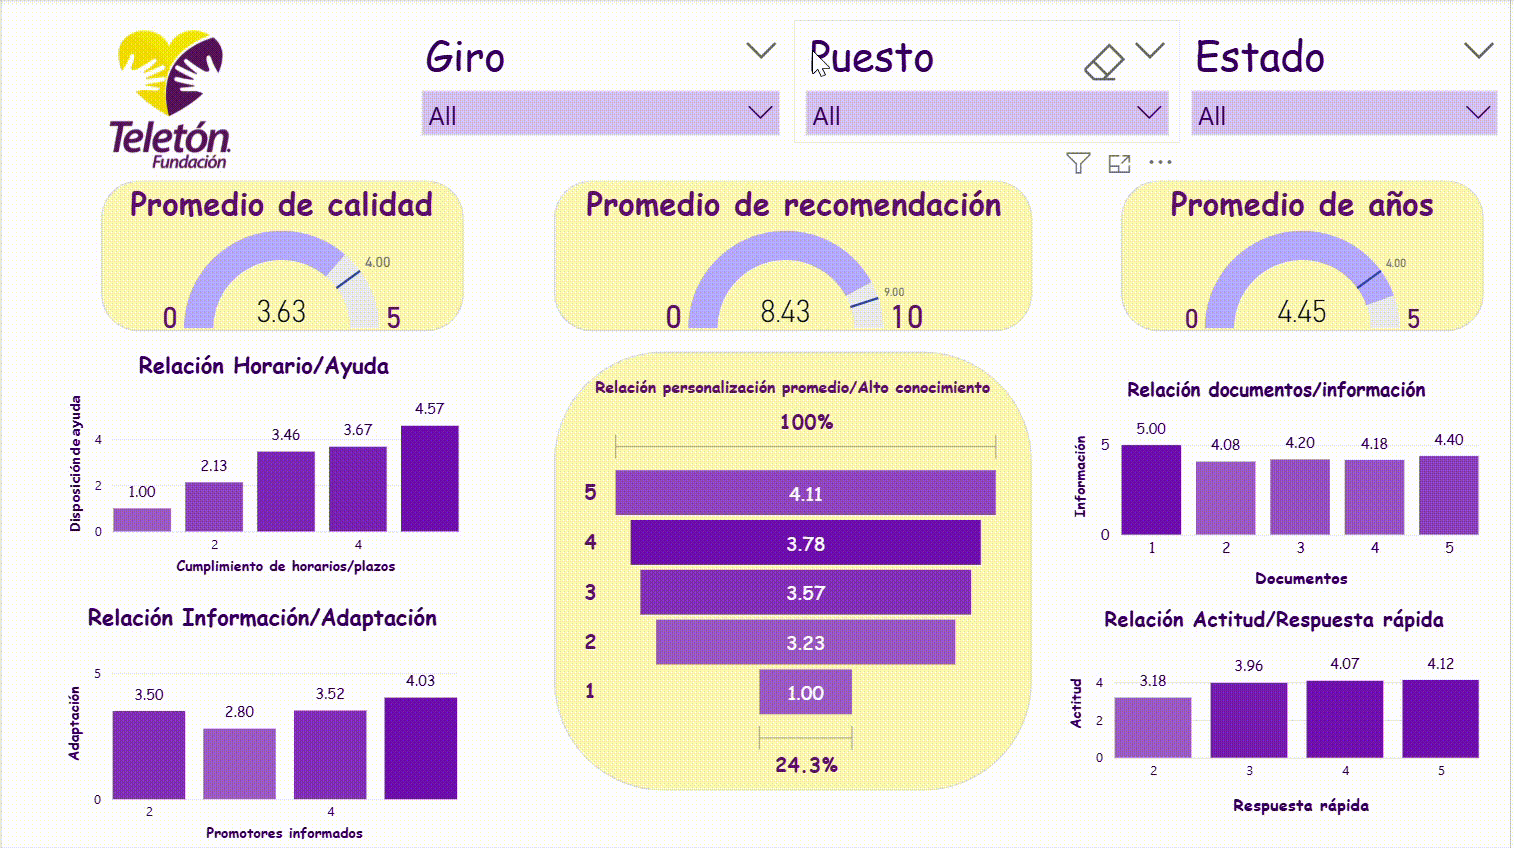 Teletón
Fundación
Giro
All
Puesto
All
Estado
All
Promedio de calidad
4.00
3.63
0
5
Promedio de recomendación
9.00
8.43
0
10
Promedio de años
4.00
4.45
0
5
Relación Horario/Ayuda
Disposición de ayuda
4
2
0
1.00
2.13
3.46
3.67
4.57
2
4
Cumplimiento de horarios/plazos
Relación Información/Adaptación
Adaptación
5
0
3.50
2.80
3.52
4.03
2
4
Promotores informados
Relación personalización promedio/Alto conocimiento
100%
5
4.11
4
3.78
3
3.57
2
3.23
1
1.00
24.3%
Relación documentos/información
Información
5
0
5.00
4.08
4.20
4.18
4.40
1
2
3
4
5
Documentos
Relación Actitud/Respuesta rápida
Actitud
4
2
0
3.18
3.96
4.07
4.12
2
3
4
5
Respuesta rápida